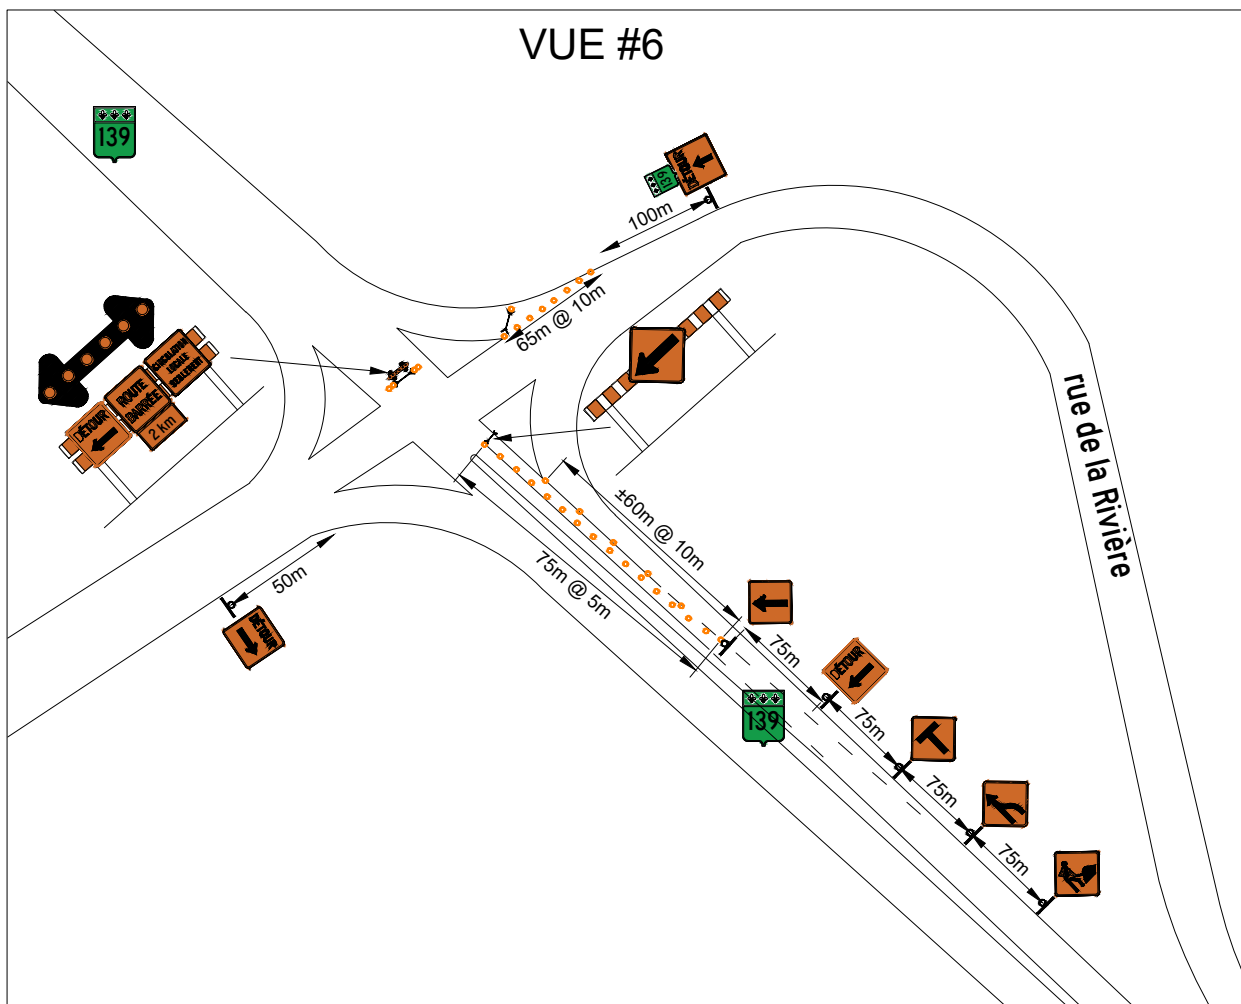 VUE #6
139
DÉTOUR
139
100m
65m @ 10m
CIRCULATION
LOCALE
SEULEMENT
ROUTE
BARRÉE
2 km
DÉTOUR
rue de la Rivière
±60m @ 10m
75m @ 5m
50m
DÉTOUR
75m
DÉTOUR
139
75m
75m
75m